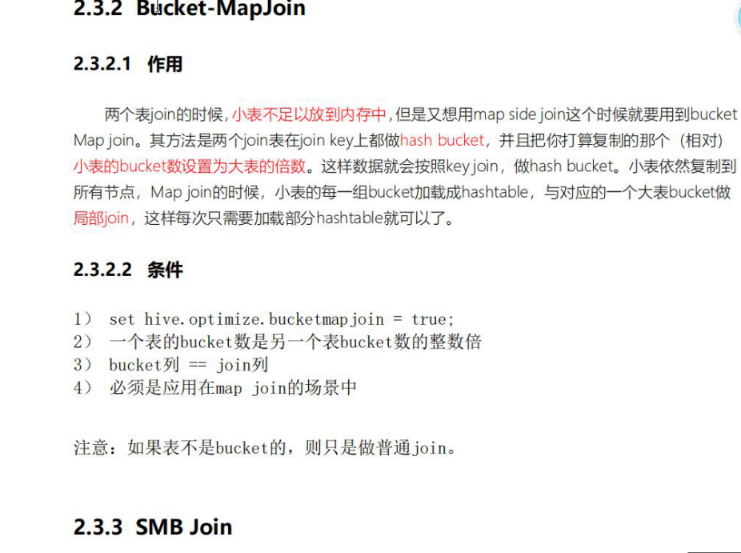 2.3.2 Bucket-MapJoin
2.3.2.1 作用
两个表join的时候,小表不足以放到内存中,但是又想用map side join这个时候就要用到bucket
Map join。其方法是两个join表在join key上都做hash bucket，并且把你打算复制的那个（相对）
小表的bucket数设置为大表的倍数。这样数据就会按照key join，做hash bucket。小表依然复制到
所有节点，Map join的时候，小表的每一组bucket加载成hashtable，与对应的一个大表bucket做
局部join，这样每次只需要加载部分hashtable就可以了。
2.3.2.2 条件
1） set hive.optimize.bucketmapjoin = true;
2） 一个表的bucket数是另一个表bucket数的整数倍
3） bucket列 == join列
4） 必须是应用在map join的场景中
注意：如果表不是bucket的，则只是做普通join。
2.3.3 SMB Join